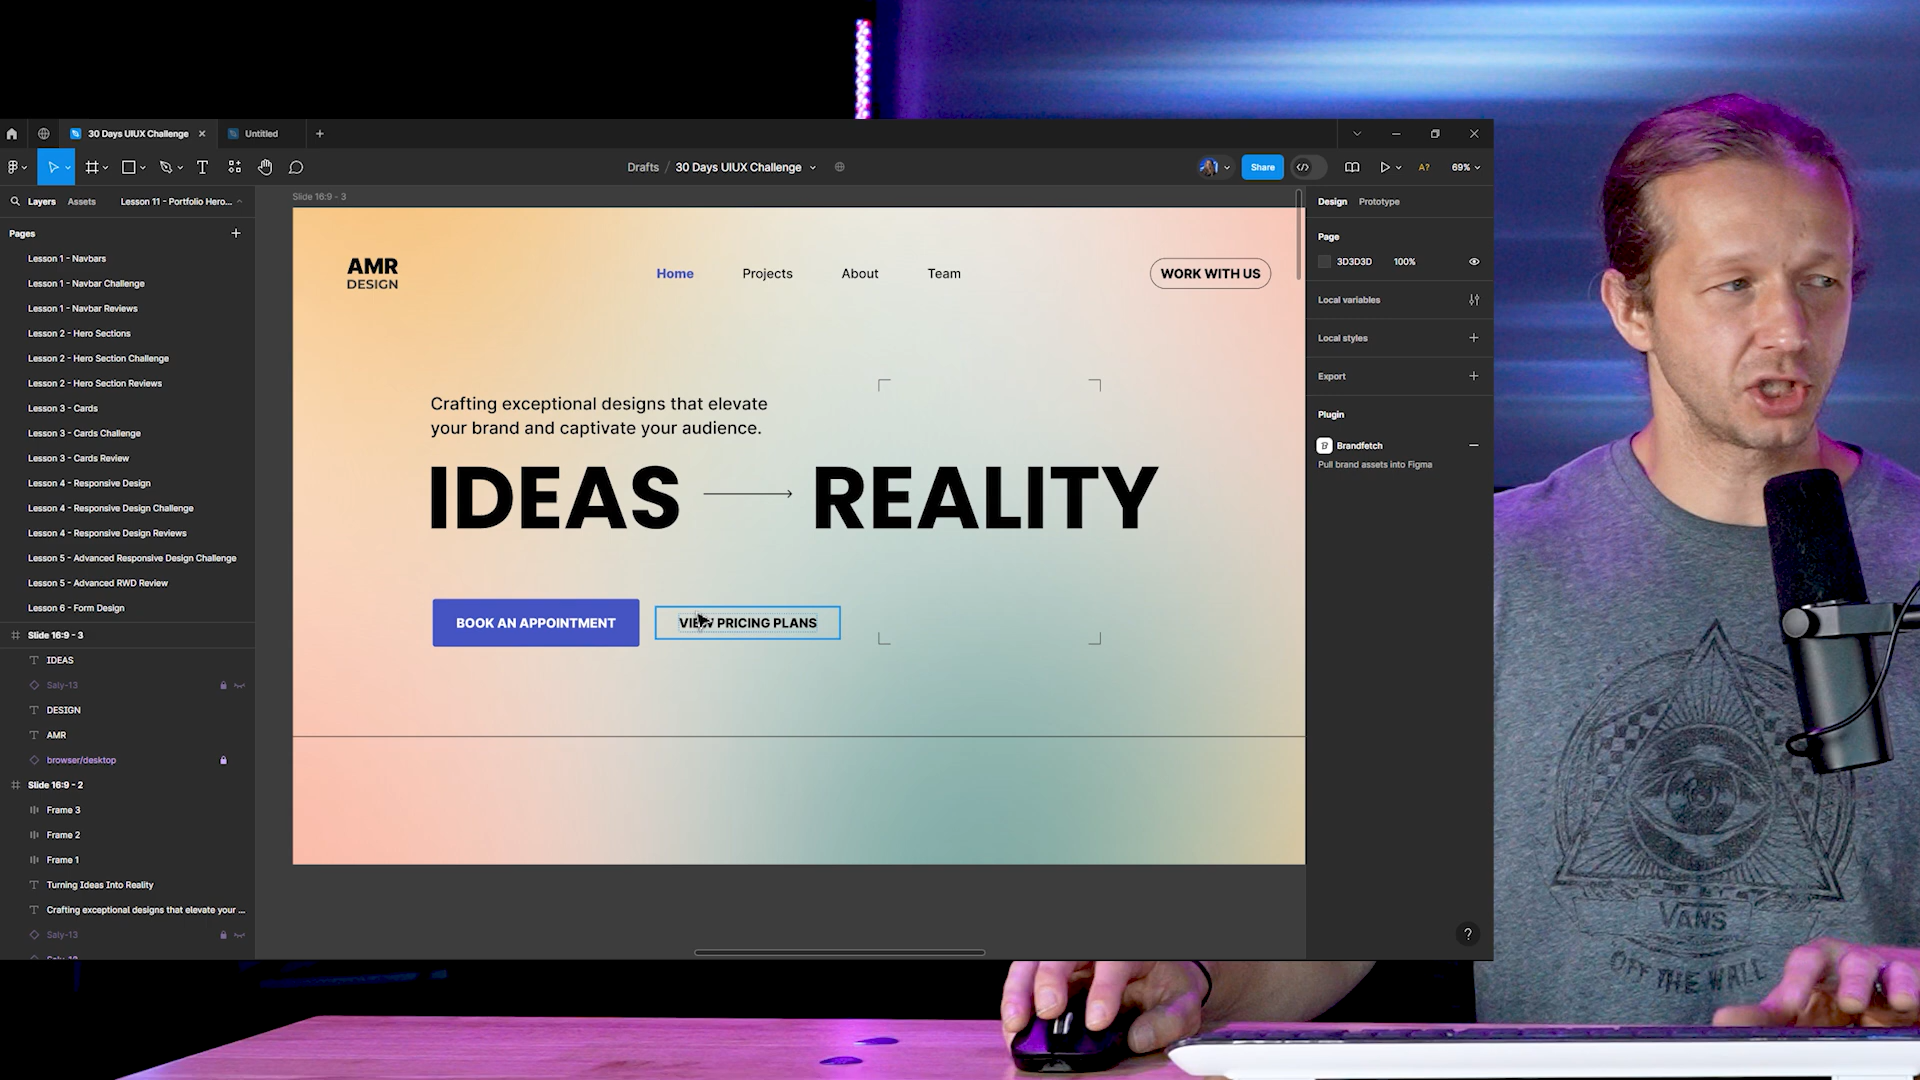 30 Days UIUX Challenge
Untitled
Drafts / 30 Days UIUX Challenge
Share
A?
69%
Layers
Assets
Lesson 11 - Portfolio Hero...
Pages
Lesson 1 - Navbars
Lesson 1 - Navbar Challenge
Lesson 1 - Navbar Reviews
Lesson 2 - Hero Sections
Lesson 2 - Hero Section Challenge
Lesson 2 - Hero Section Reviews
Lesson 3 - Cards
Lesson 3 - Cards Challenge
Lesson 3 - Cards Review
Lesson 4 - Responsive Design
Lesson 4 - Responsive Design Challenge
Lesson 4 - Responsive Design Reviews
Lesson 5 - Advanced Responsive Design Challenge
Lesson 5 - Advanced RWD Review
Lesson 6 - Form Design
Slide 16:9 - 3
IDEAS
Saly-13
DESIGN
AMR
browser/desktop
Slide 16:9 - 2
Frame 3
Frame 2
Frame 1
Turning Ideas Into Reality
Crafting exceptional designs that elevate your ...
Saly-13
Slide 16:9 - 3
AMR
DESIGN
Home
Projects
About
Team
WORK WITH US
Crafting exceptional designs that elevate
your brand and captivate your audience.
IDEAS
REALITY
BOOK AN APPOINTMENT
VIEW PRICING PLANS
Design
Prototype
Page
3D3D3D
100%
Local variables
Local styles
Export
Plugin
Brandfetch
Pull brand assets into Figma
?
VANS
OFF THE WALL